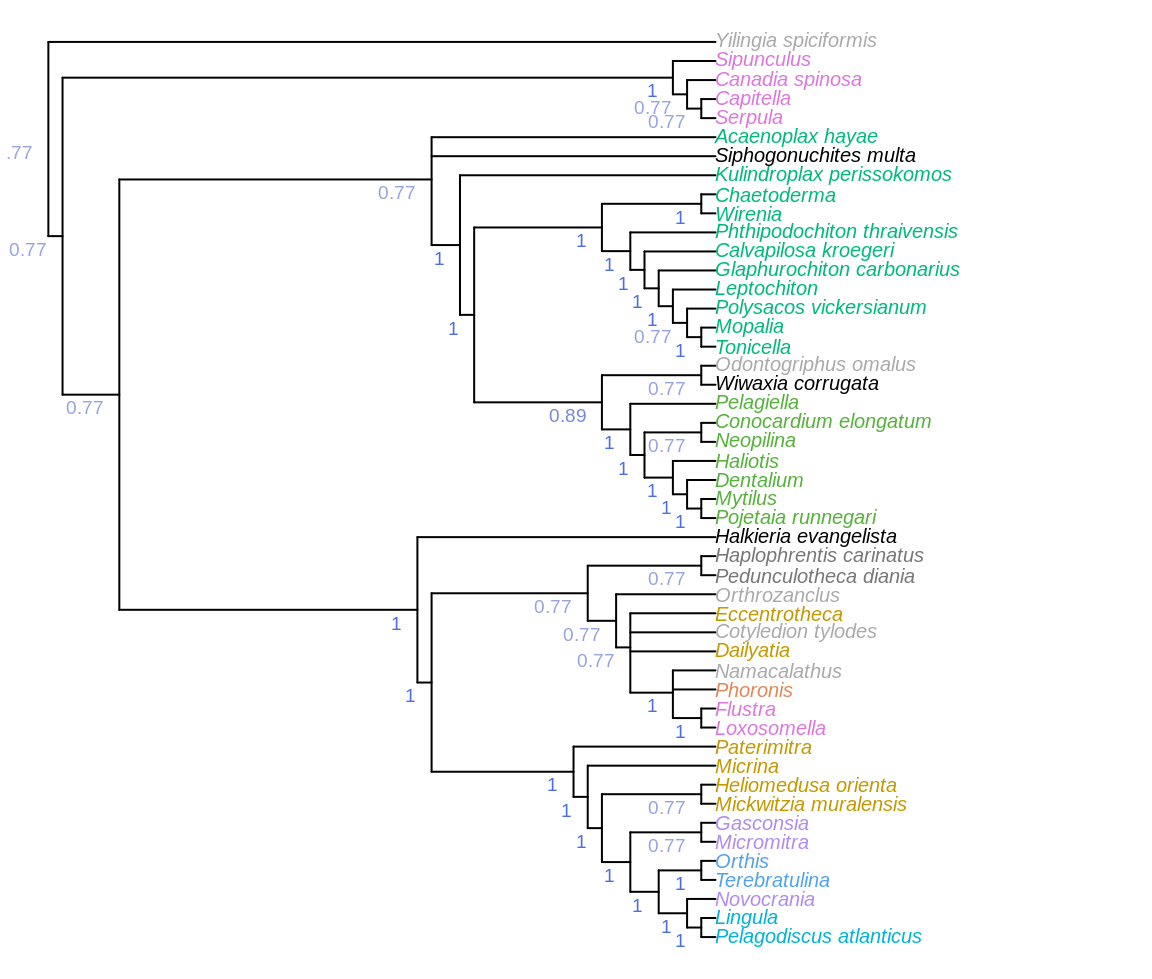 Yilingia spiciformis
Sipunculus
1
Canadia spinosa
0.77
Capitella
0.77
Serpula
Acaenoplax hayae
.77
Siphogonuchites multa
Kulindroplax perissokomos
0.77
Chaetoderma
1
Wirenia
Phthipodochiton thraivensis
1
0.77
Calvapilosa kroegeri
1
1
Glaphurochiton carbonarius
1
Leptochiton
1
Polysacos vickersianum
1
1
Mopalia
0.77
Tonicella
1
Odontogriphus omalus
Wiwaxia corrugata
0.77
Pelagiella
0.77
0.89
Conocardium elongatum
Neopilina
1
0.77
Haliotis
1
Dentalium
1
Mytilus
1
Pojetaia runnegari
1
Halkieria evangelista
Haplophrentis carinatus
Pedunculotheca diania
0.77
Orthrozanclus
0.77
Eccentrotheca
1
Cotyledion tylodes
0.77
Dailyatia
0.77
Namacalathus
Phoronis
1
1
Flustra
Loxosomella
1
Paterimitra
Micrina
Heliomedusa orienta
1
Mickwitzia muralensis
0.77
1
Gasconsia
Micromitra
1
0.77
Orthis
1
Terebratulina
1
Novocrania
1
Lingula
1
Pelagodiscus atlanticus
1